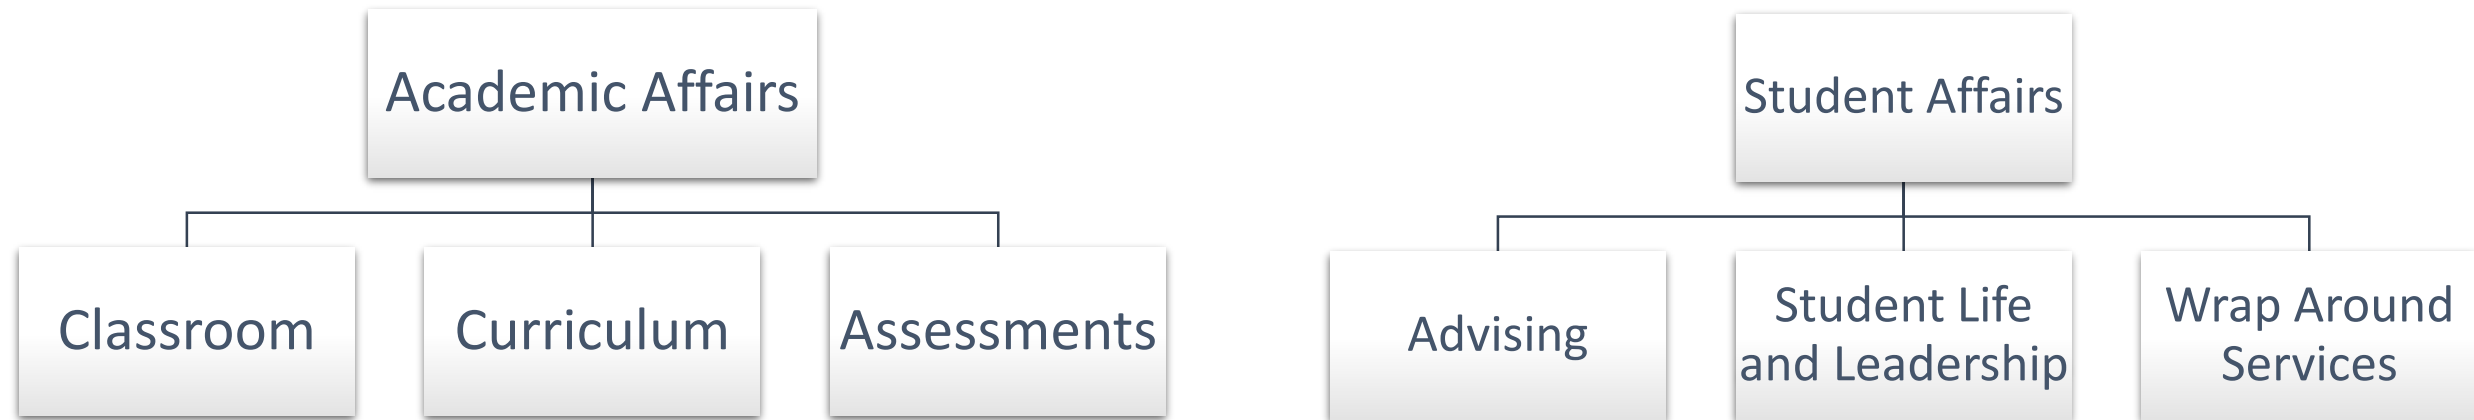 Academic Affairs
Classroom
Curriculum
Assessments
Student Affairs
Advising
Student Life
and Leadership
Wrap Around
Services